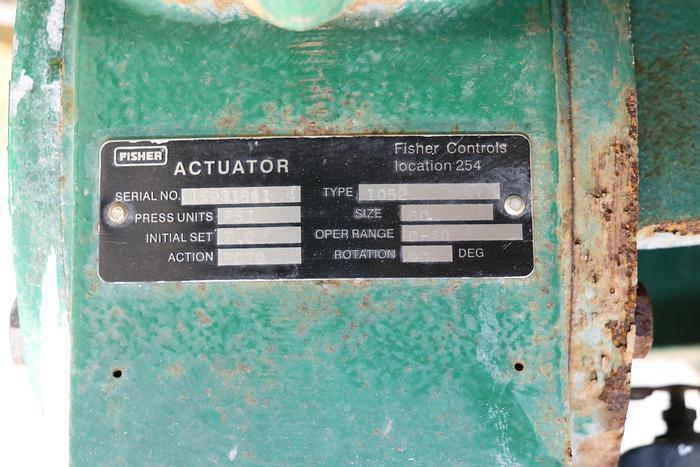 FISHER
ACTUATOR
Fisher Controls
location 254
SERIAL NO. TYPE 1052
PRESS UNITS PSI SIZE 60
INITIAL SET OPER RANGE 0-40
ACTION PDTO ROTATION DEG